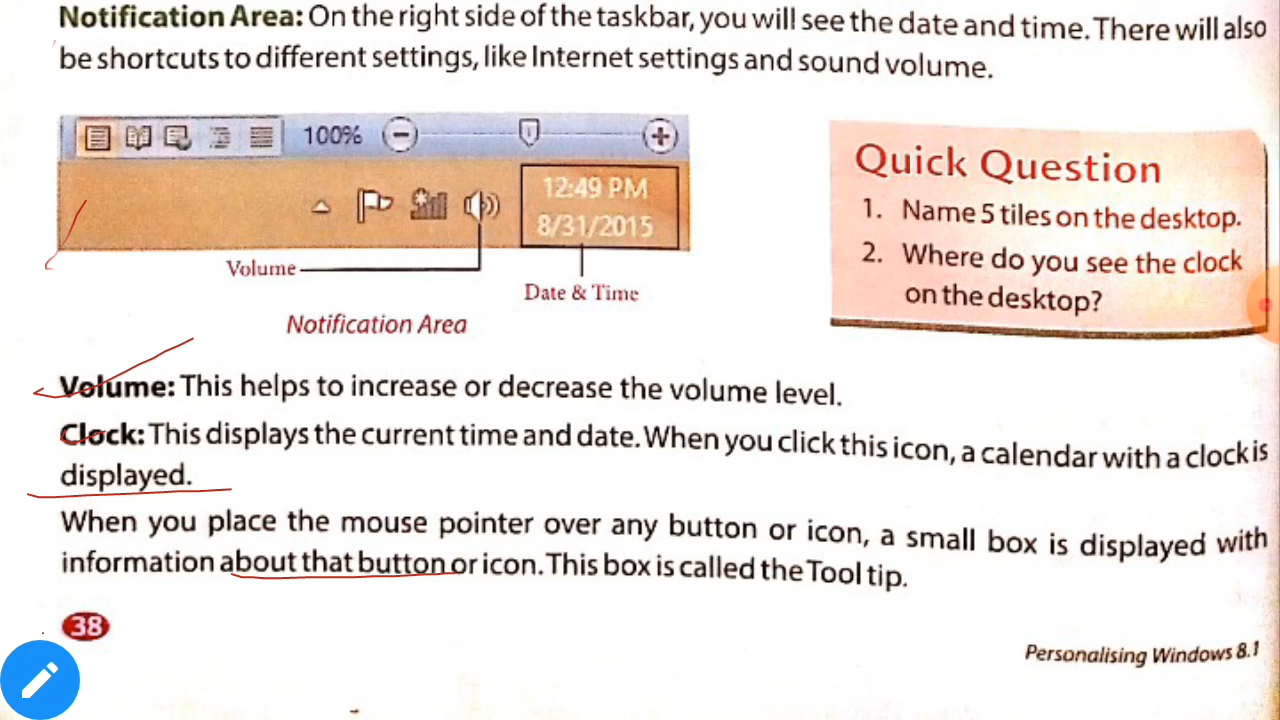 Notification Area: On the right side of the taskbar, you will see the date and time. There will also
be shortcuts to different settings, like Internet settings and sound volume.
100%
12:49 PM
8/31/2015
Volume
Date & Time
Notification Area
Quick Question
1. Name 5 tiles on the desktop.
2. Where do you see the clock
on the desktop?
Volume: This helps to increase or decrease the volume level.
Clock: This displays the current time and date. When you click this icon, a calendar with a clock is
displayed.
When you place the mouse pointer over any button or icon, a small box is displayed with
information about that button or icon. This box is called the Tool tip.
38
Personalising Windows 8.1